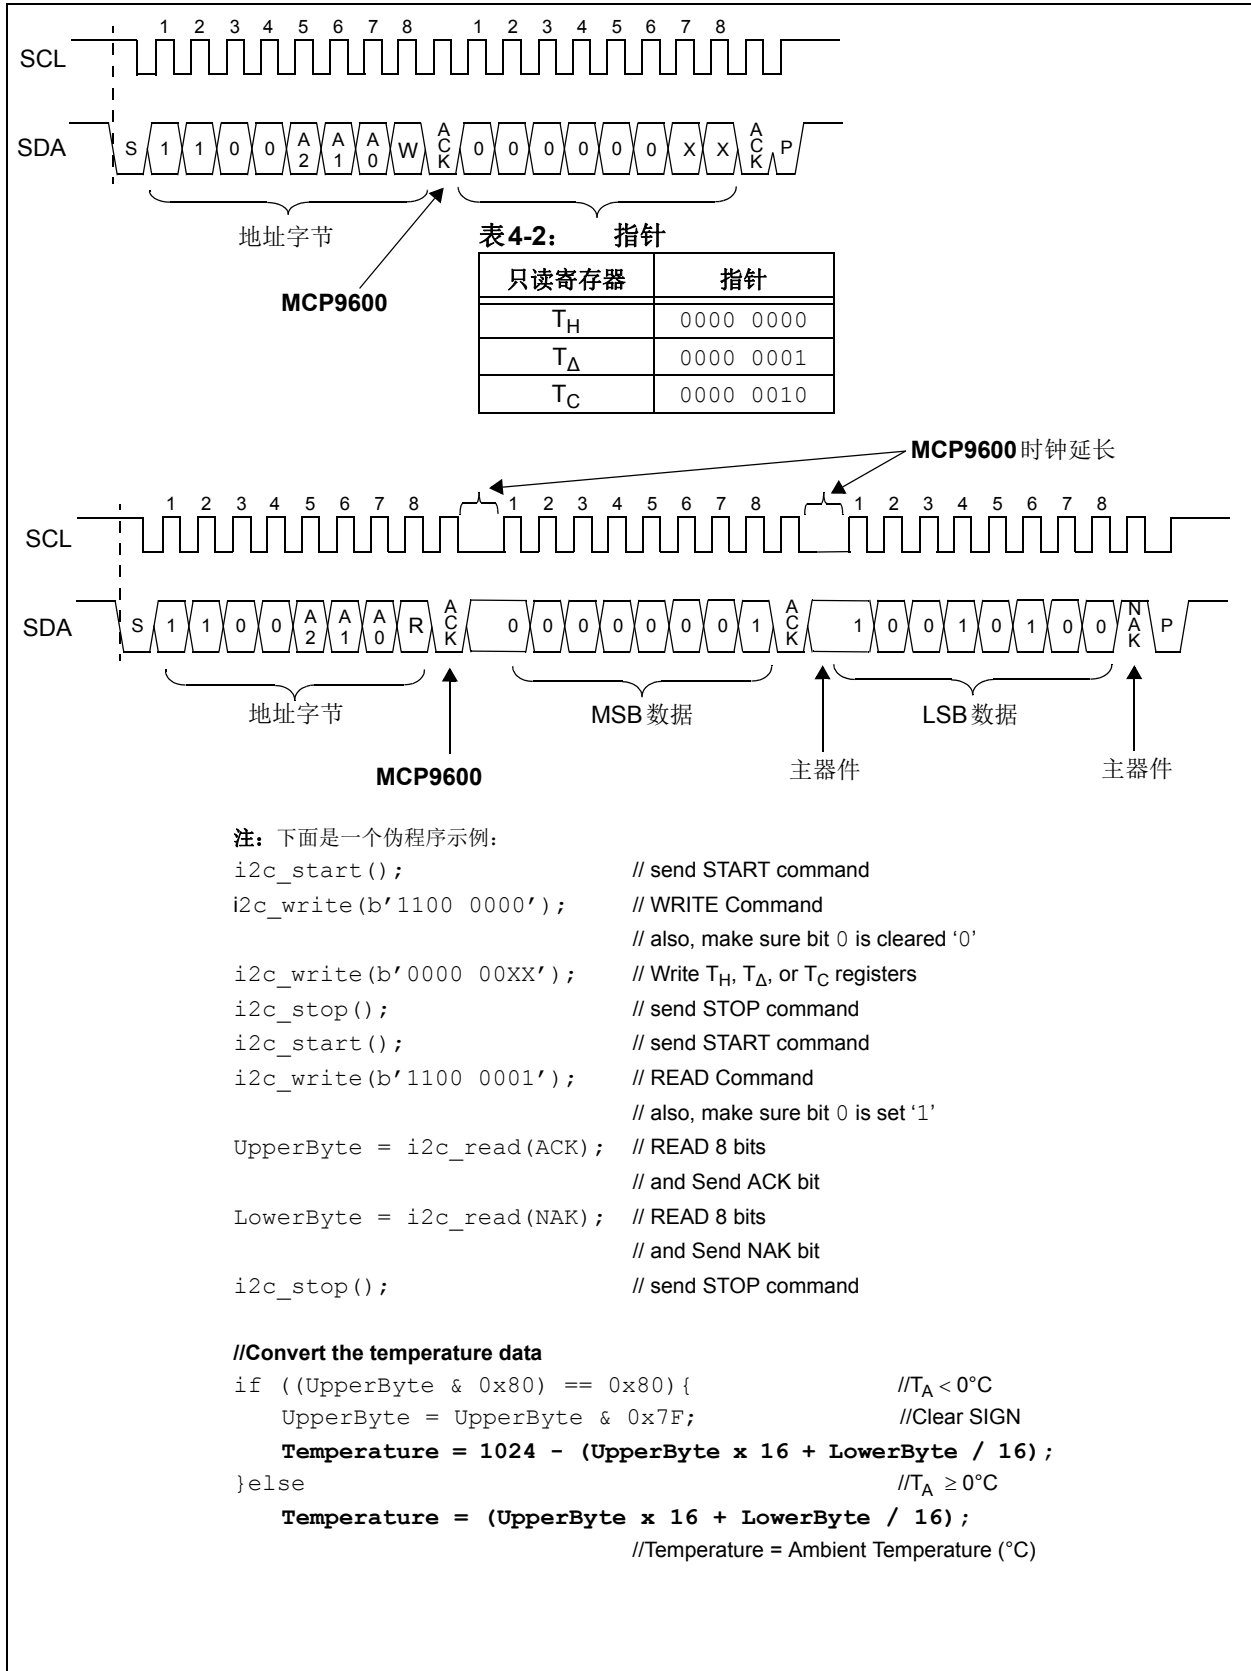 1 2 3 4 5 6 7 8 1 2 3 4 5 6 7 8
SCL
SDA S 1 1 0 0 A2 A1 A0 W ACK 0 0 0 0 0 0 X X ACK P
地址字节
MCP9600
表4-2： 指针
只读寄存器 指针
TH 0000 0000
TΔ 0000 0001
TC 0000 0010
MCP9600时钟延长
1 2 3 4 5 6 7 8 1 2 3 4 5 6 7 8 1 2 3 4 5 6 7 8
SCL
SDA S 1 1 0 0 A2 A1 A0 R ACK 0 0 0 0 0 0 0 1 ACK 1 0 0 1 0 1 0 0 NAK P
地址字节 MSB数据 LSB数据
MCP9600 主器件 主器件
注：下面是一个伪程序示例：
i2c_start(); // send START command
i2c_write(b’1100 0000’); // WRITE Command
// also, make sure bit 0 is cleared ‘0’
i2c_write(b’0000 00XX’); // Write TH, TΔ, or TC registers
i2c_stop(); // send STOP command
i2c_start(); // send START command
i2c_write(b’1100 0001’); // READ Command
// also, make sure bit 0 is set ‘1’
UpperByte = i2c_read(ACK); // READ 8 bits
// and Send ACK bit
LowerByte = i2c_read(NAK); // READ 8 bits
// and Send NAK bit
i2c_stop(); // send STOP command
//Convert the temperature data
if ((UpperByte & 0x80) == 0x80){ //TA < 0°C
UpperByte = UpperByte & 0x7F; //Clear SIGN
Temperature = 1024 - (UpperByte x 16 + LowerByte / 16);
}else //TA ≥ 0°C
Temperature = (UpperByte x 16 + LowerByte / 16);
//Temperature = Ambient Temperature (°C)